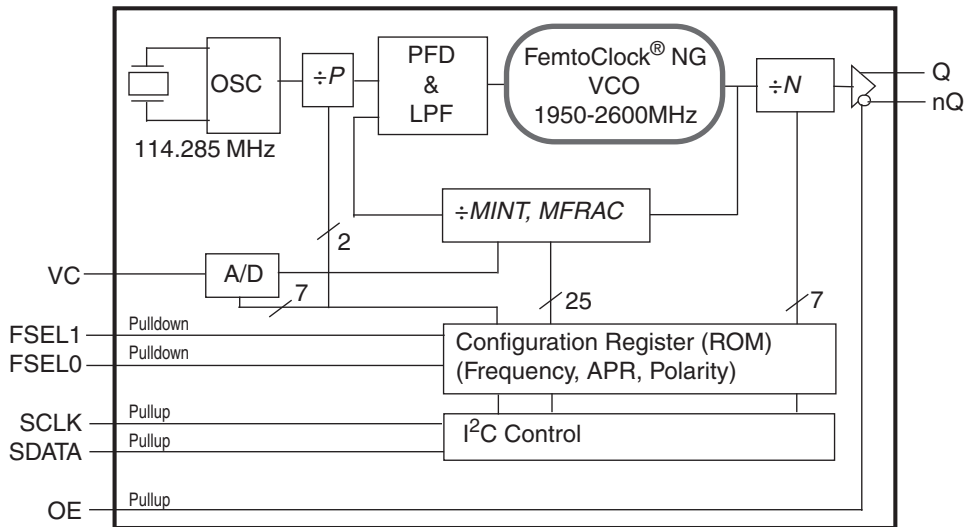 OSC
÷P
PFD
&
LPF
FemtoClock® NG
VCO
1950-2600MHz
÷N
Q
nQ
114.285 MHz
÷MINT, MFRAC
2
VC
A/D
7
25
7
FSEL1
Pulldown
FSEL0
Pulldown
Configuration Register (ROM)
(Frequency, APR, Polarity)
SCLK
Pullup
SDATA
Pullup
I²C Control
OE
Pullup